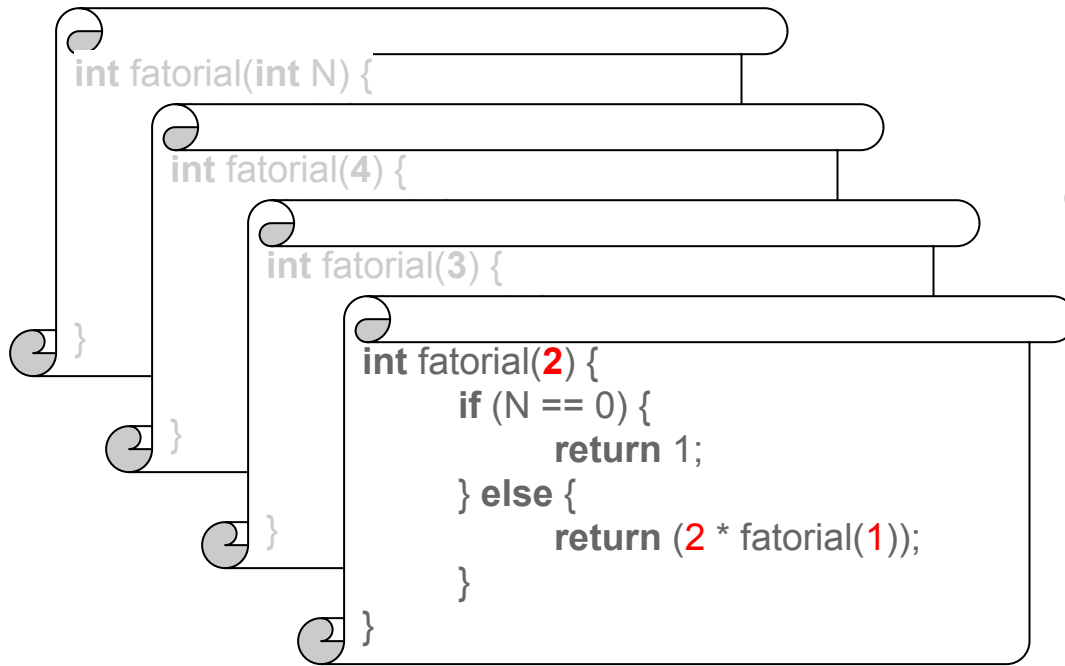 int fatorial(int N) {
int fatorial(4) {
int fatorial(3) {
}
int fatorial(2) {
if (N == 0) {
return 1;
}
} else {
}
return (2 * fatorial(1));
}
}